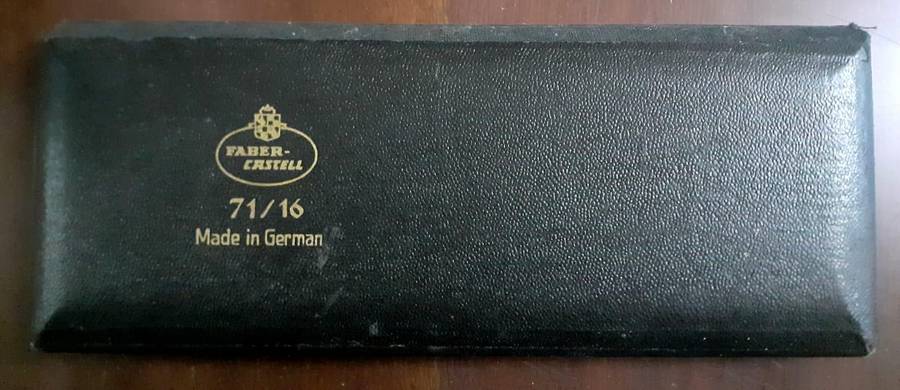 FABER-
CASTELL
71/16
Made in German